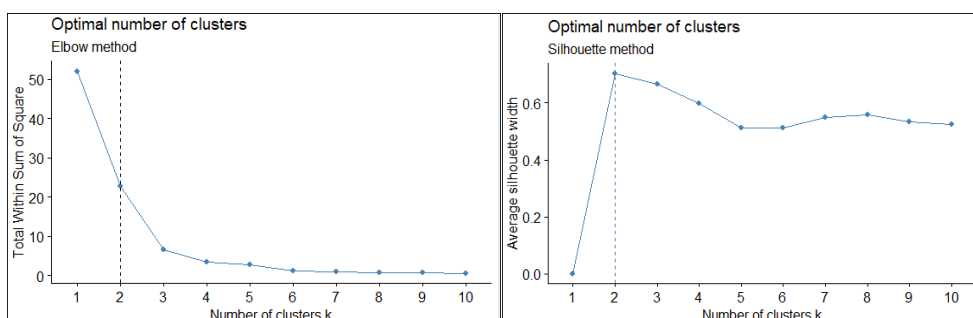 Optimal number of clusters
Elbow method
Total Within Sum of Square
50
40
30
20
10
0
1 2 3 4 5 6 7 8 9 10
Number of clusters k
Optimal number of clusters
Silhouette method
Average silhouette width
0.6
0.4
0.2
0.0
1 2 3 4 5 6 7 8 9 10
Number of clusters k